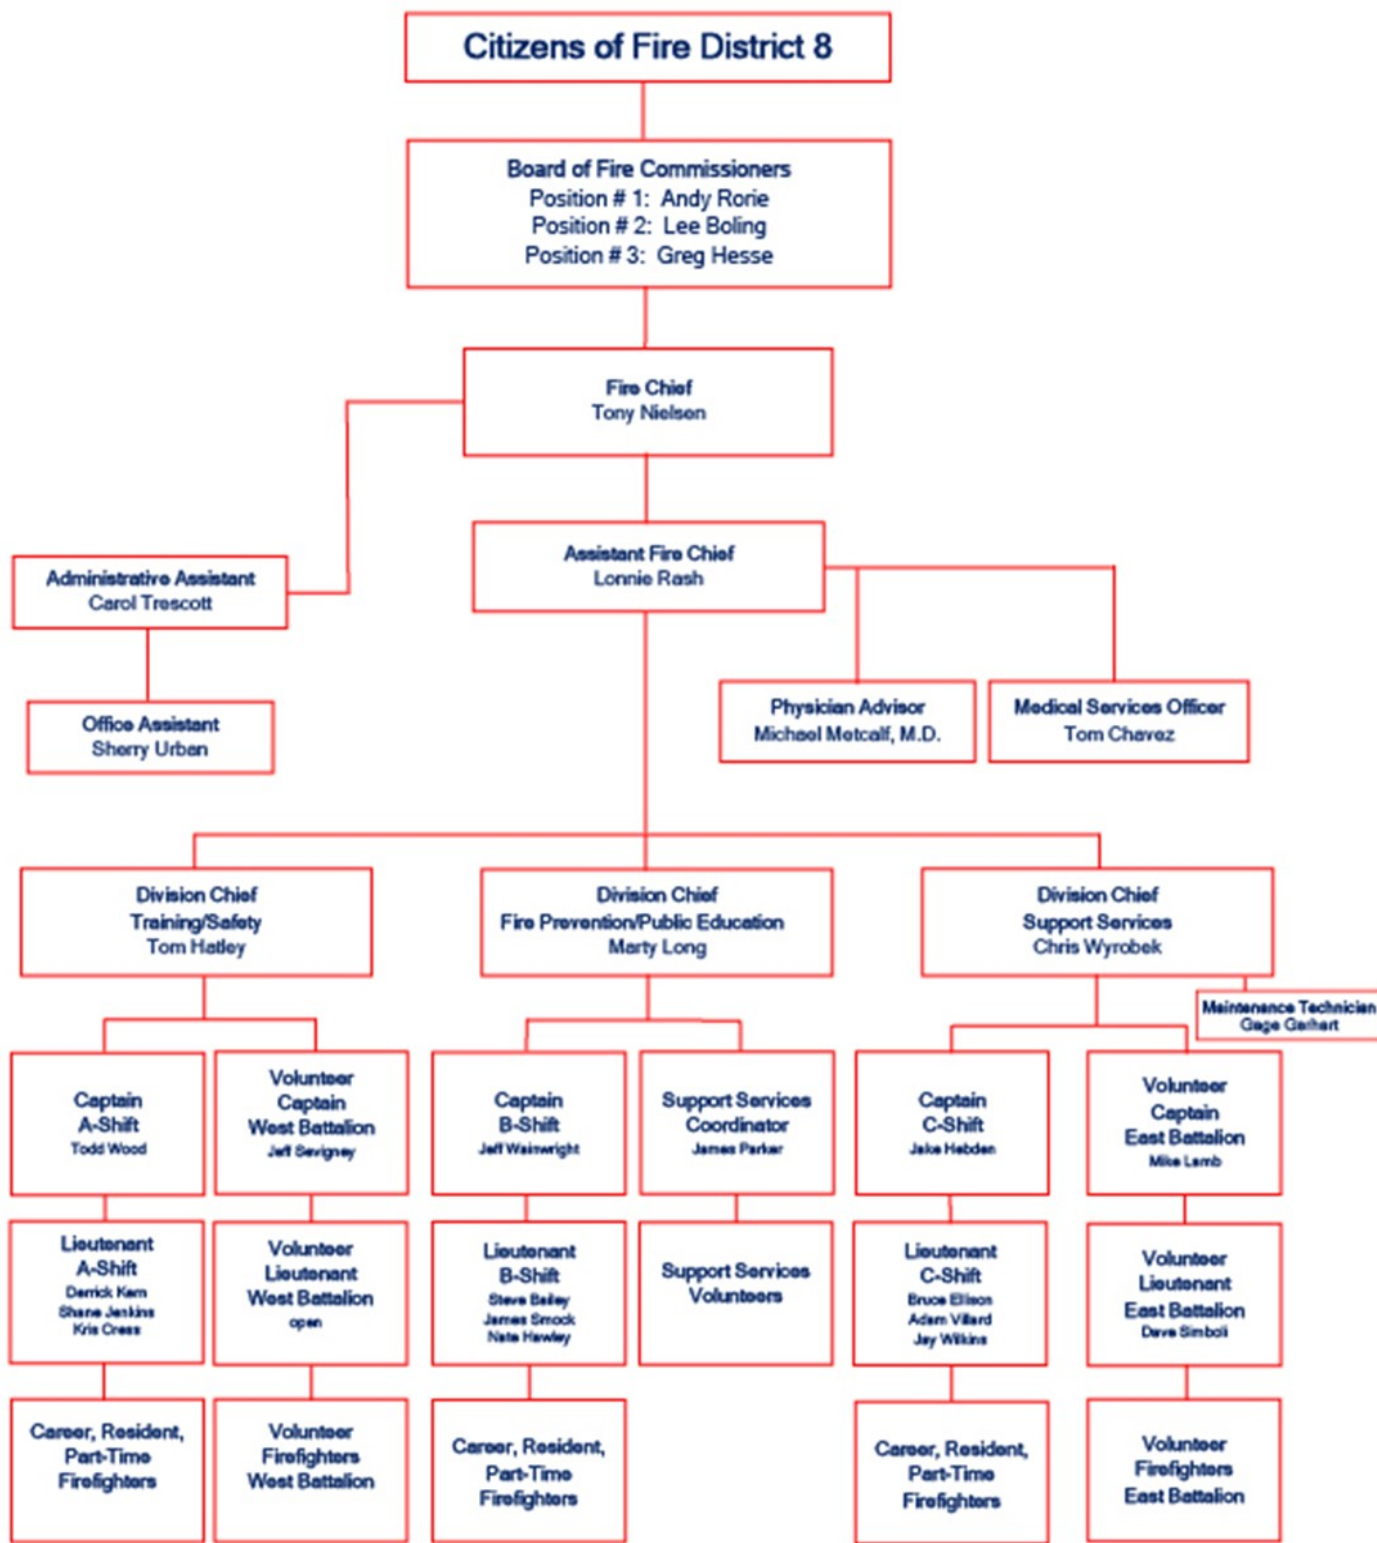 Citizens of Fire District 8
Board of Fire Commissioners
Position # 1: Andy Rorie
Position # 2: Lee Boling
Position # 3: Greg Hesse
Fire Chief
Tony Nielsen
Assistant Fire Chief
Lonnie Rash
Administrative Assistant
Carol Trescott
Office Assistant
Sherry Urban
Physician Advisor
Michael Metcalf, M.D.
Medical Services Officer
Tom Chavez
Division Chief
Training/Safety
Tom Hatley
Division Chief
Fire Prevention/Public Education
Marty Long
Division Chief
Support Services
Chris Wyrobek
Maintenance Technician
Gage Gerhart
Captain
A-Shift
Todd Wood
Volunteer
Captain
West Battalion
Jeff Sevigney
Captain
B-Shift
Jeff Wainwright
Support Services
Coordinator
James Parker
Captain
C-Shift
Jake Hebden
Volunteer
Captain
East Battalion
Mike Lamb
Lieutenant
A-Shift
Derrick Kern
Shane Jenkins
Kris Cress
Volunteer
Lieutenant
West Battalion
open
Lieutenant
B-Shift
Steve Bailey
James Smock
Nate Hawley
Support Services
Volunteers
Lieutenant
C-Shift
Bruce Ellison
Adam Villard
Jay Wilkins
Volunteer
Lieutenant
East Battalion
Dave Simboli
Career, Resident,
Part-Time
Firefighters
Volunteer
Firefighters
West Battalion
Career, Resident,
Part-Time
Firefighters
Career, Resident,
Part-Time
Firefighters
Volunteer
Firefighters
East Battalion